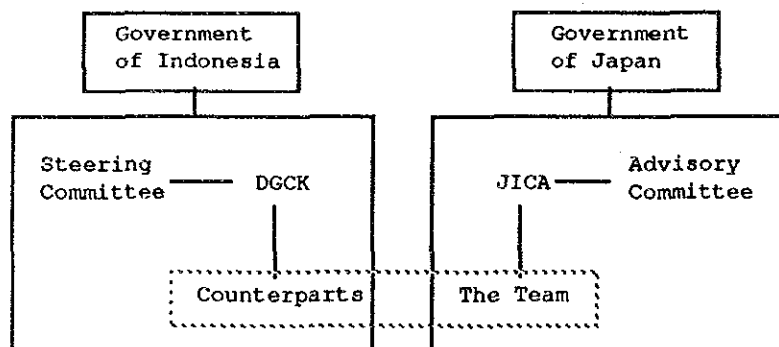 Government
of Indonesia
Government
of Japan
Steering
Committee
DGCK
JICA
Advisory
Committee
Counterparts
The Team